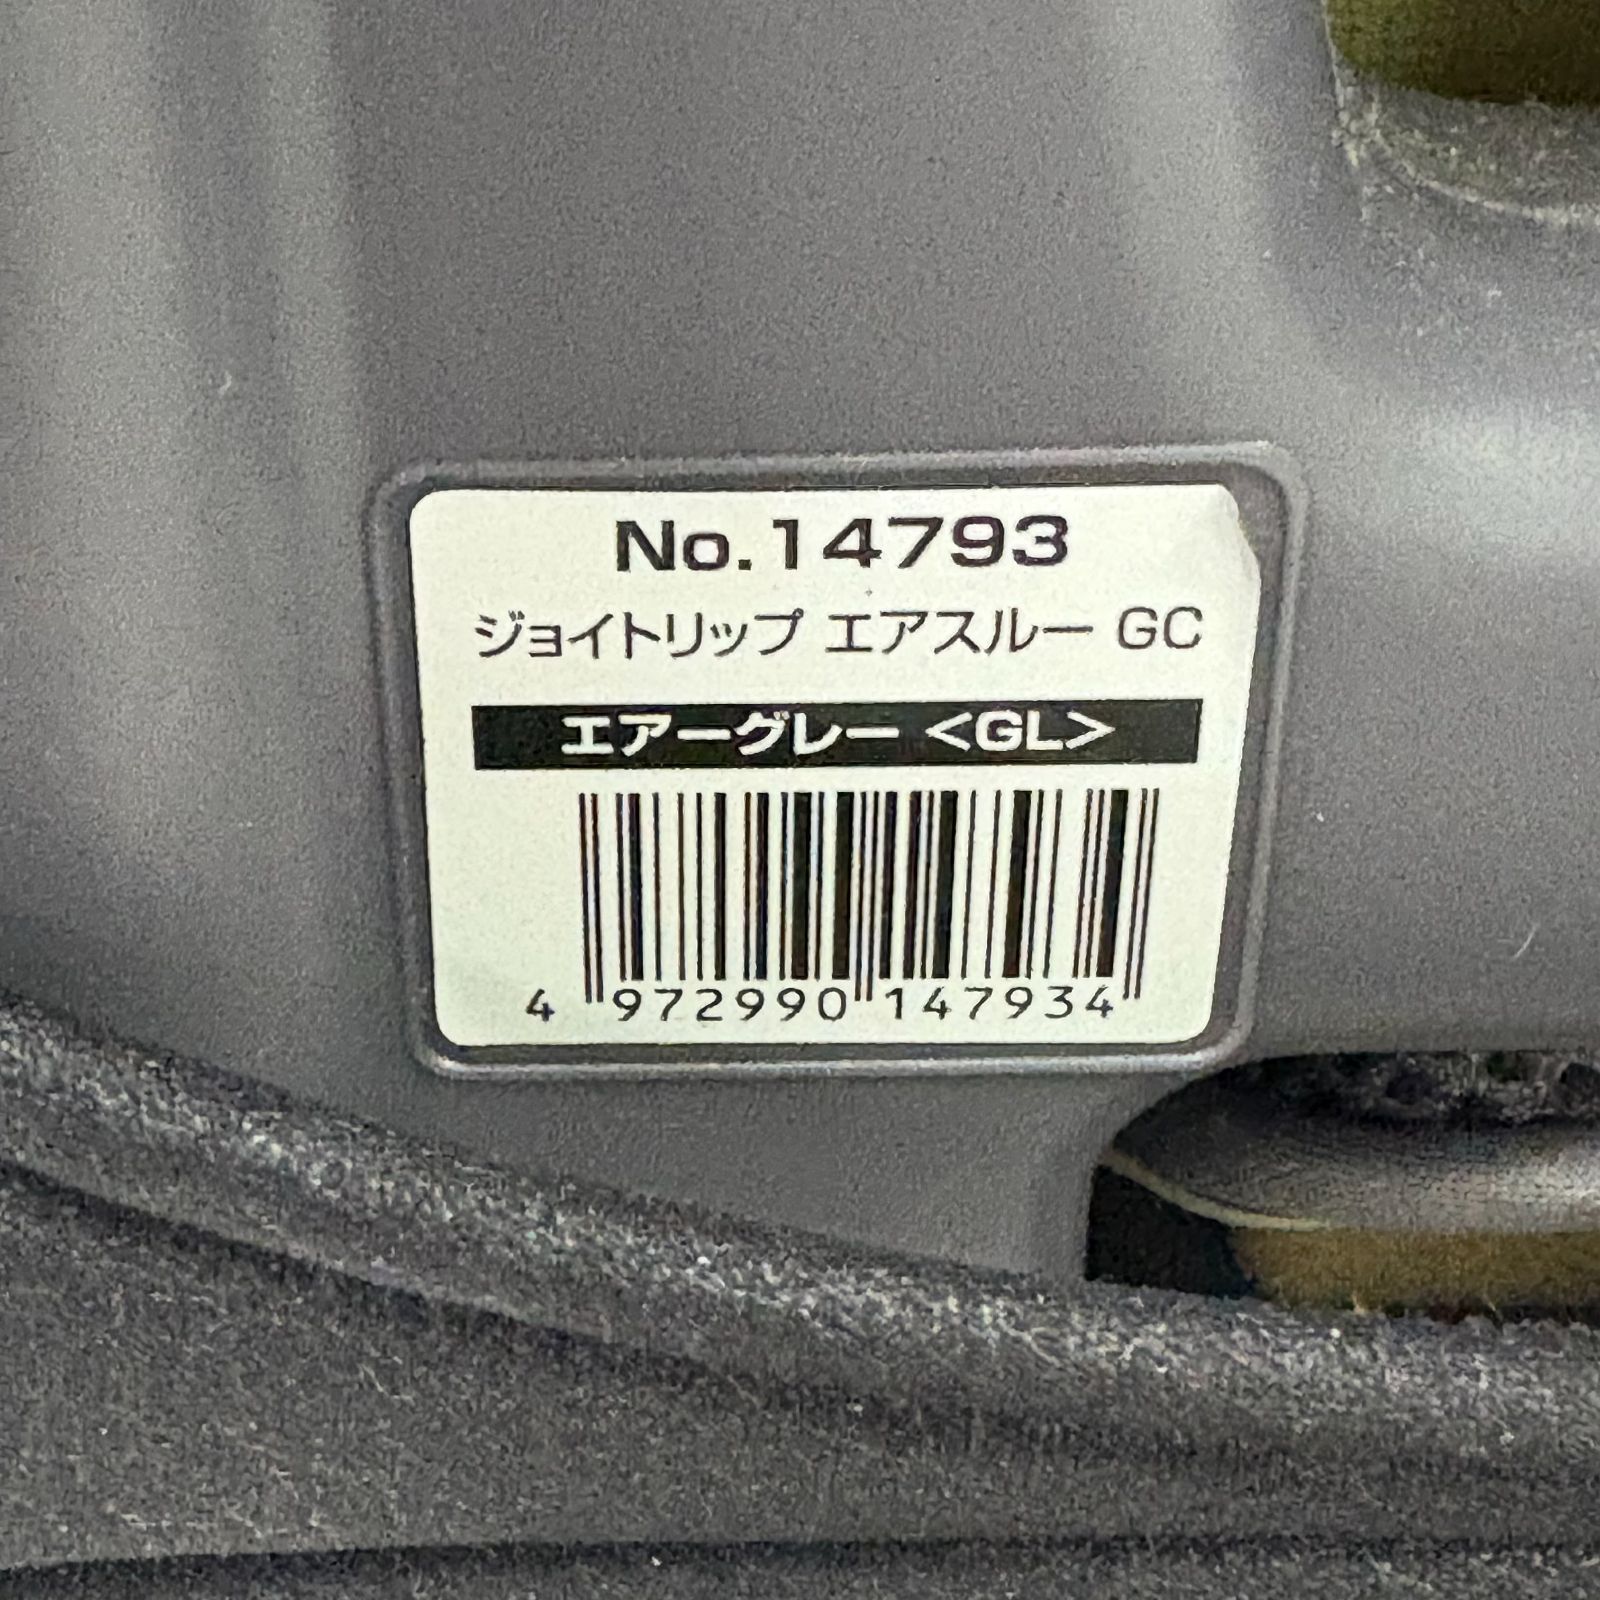 No.14793
ジョイトリップ エアスルー GC
エアーグレー <GL>
4 972990 147934